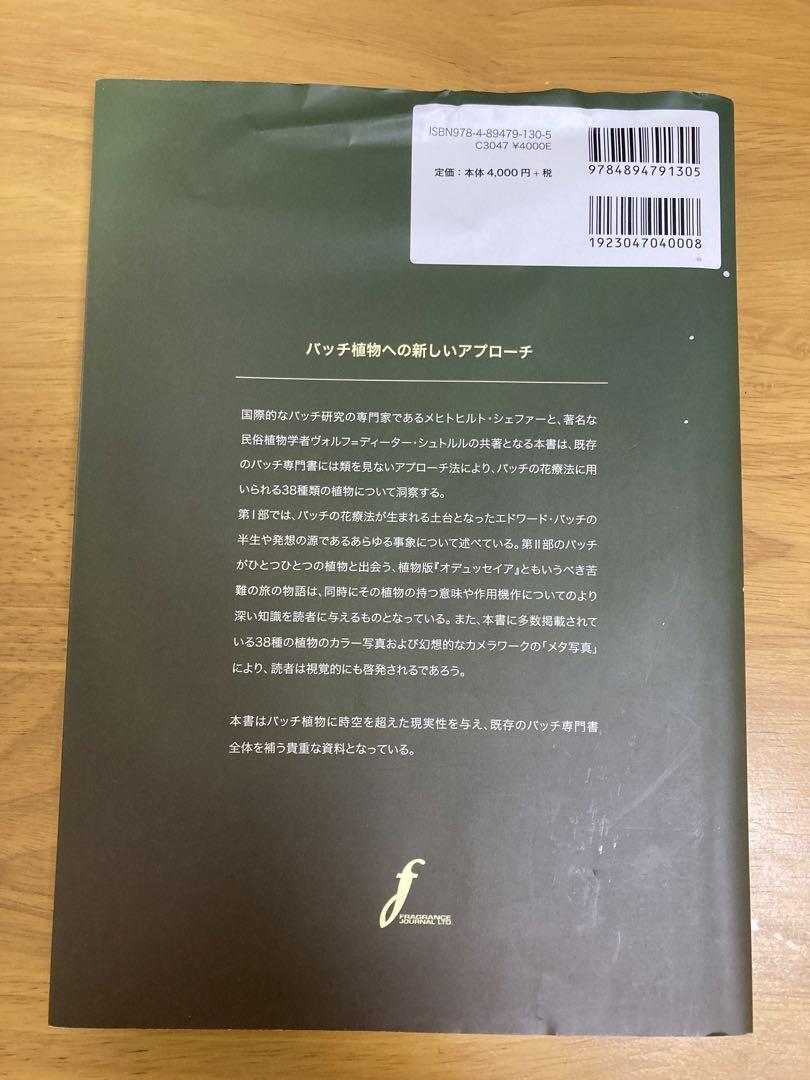 ISBN978-4-89479-130-5
C3047 ¥4000E
定価：本体 4,000 円 + 税
9784894791305
1923047040008
バッチ植物への新しいアプローチ
国際的なバッチ研究の専門家であるメヒトヒルト・シェファーと、著名な
民俗植物学者ヴォルフ=ディーター・シュトルルの共著となる本書は、既存
のバッチ専門書には類を見ないアプローチ法により、バッチの花療法に用
いられる38種類の植物について洞察する。
第Ⅰ部では、バッチの花療法が生まれる土台となったエドワード・バッチの
半生や発想の源であるあらゆる事象について述べている。第Ⅱ部のバッチ
がひとつひとつの植物と出会う、植物版『オデュッセイア』ともいうべき苦
難の旅の物語は、同時にその植物の持つ意味や作用機作についてのより
深い知識を読者に与えるものとなっている。また、本書に多数掲載されて
いる38種の植物のカラー写真および幻想的なカメラワークの「メタ写真」
により、読者は視覚的にも啓発されるであろう。
本書はバッチ植物に時空を超えた現実性を与え、既存のバッチ専門書
全体を補う貴重な資料となっている。
f
FRAGRANCE
JOURNAL LTD.